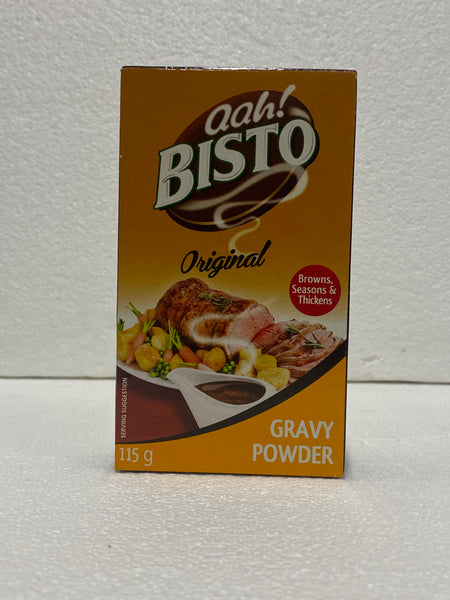 aah!
BISTO
Original
Browns,
Seasons &
Thickens
SERVING SUGGESTION
115 g
GRAVY
POWDER